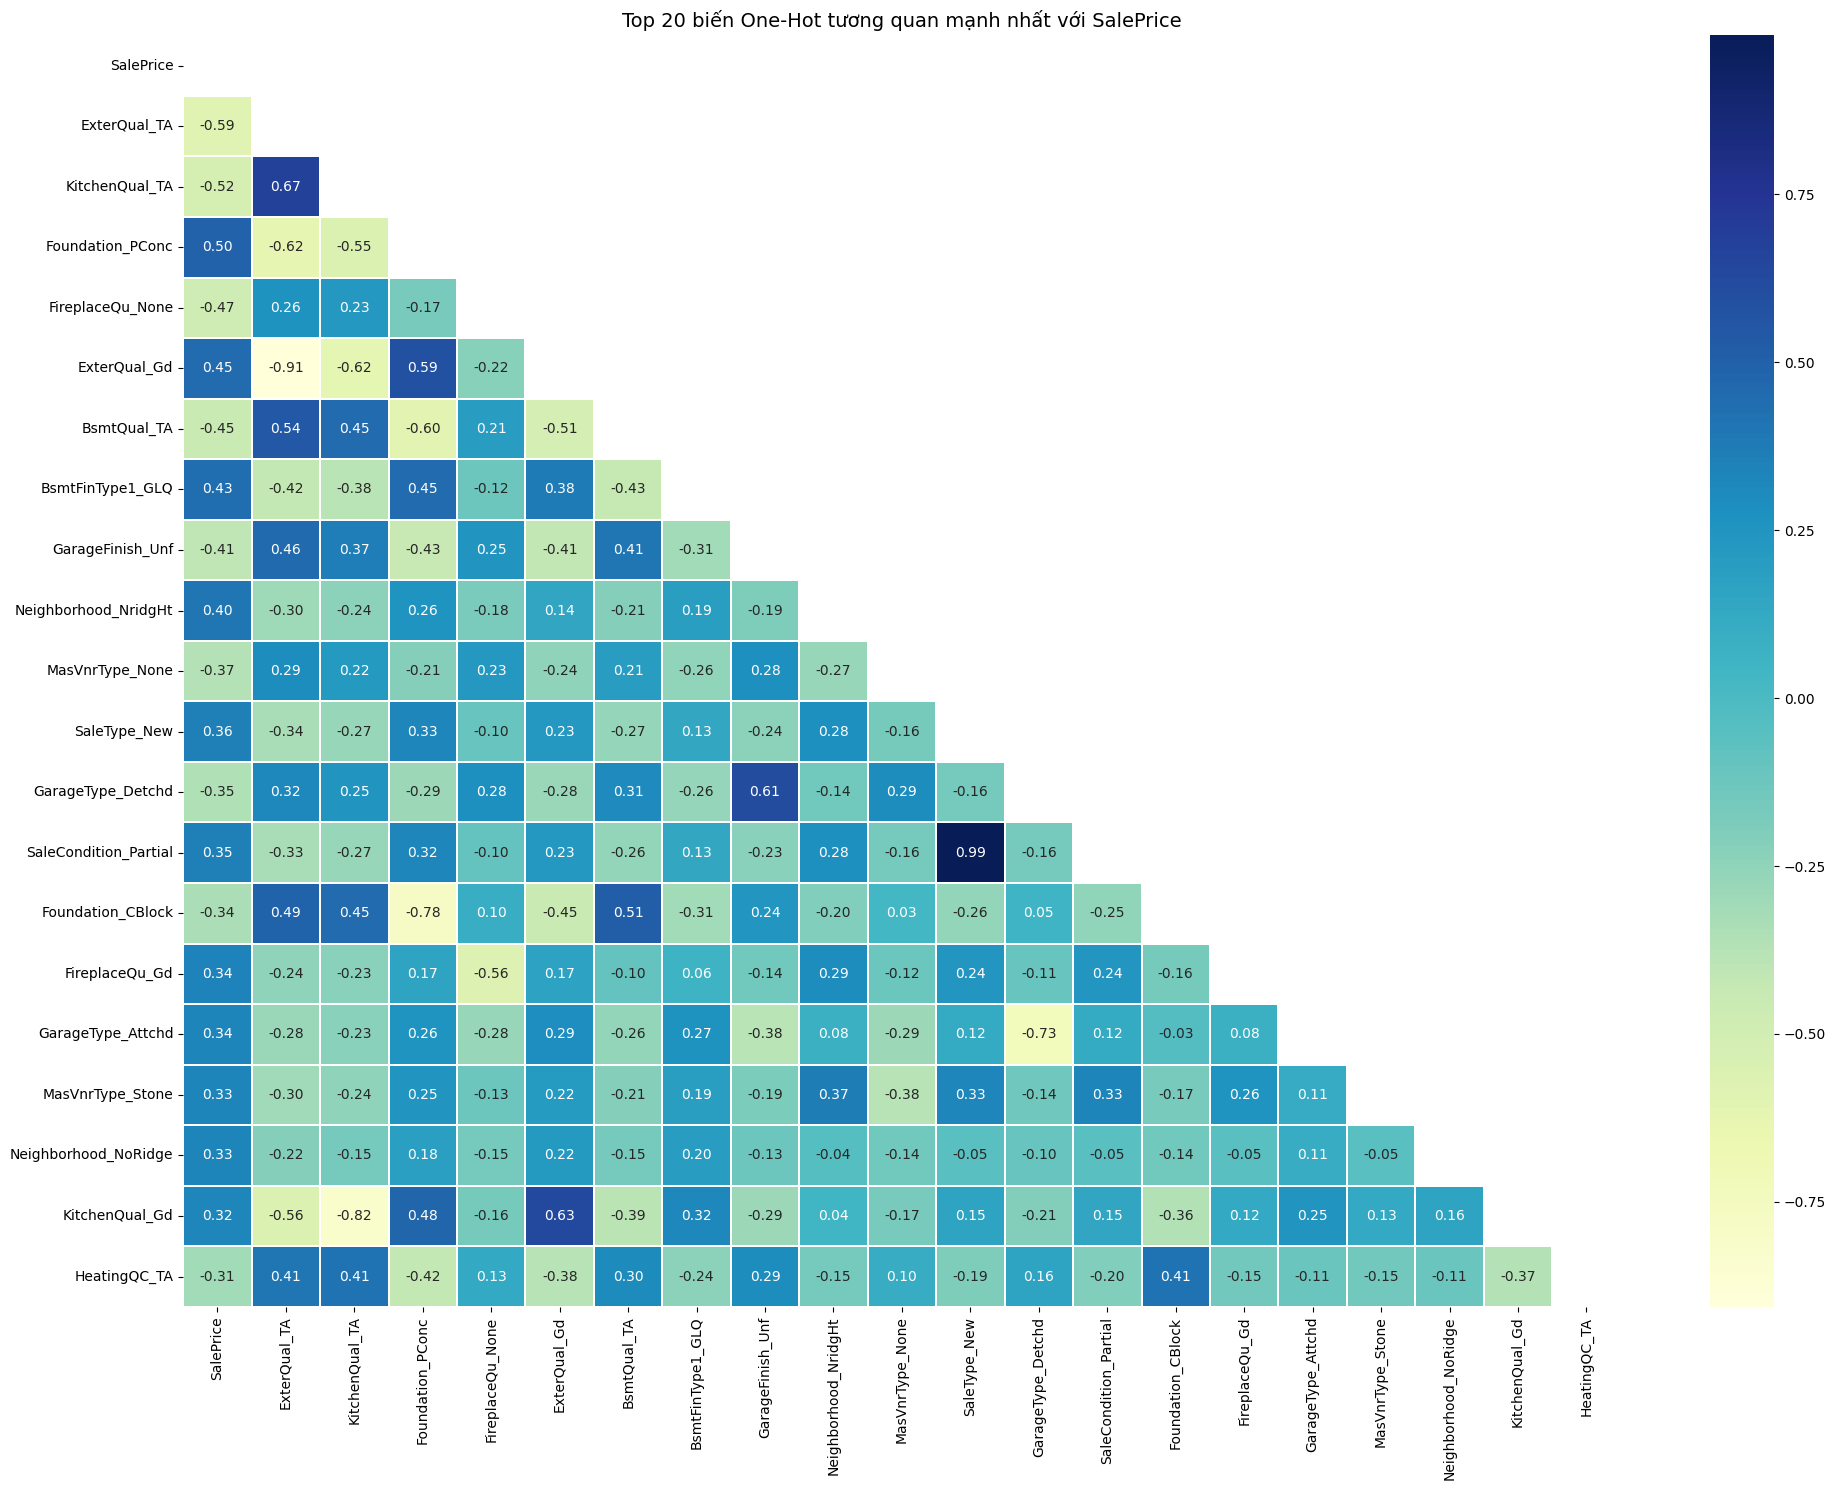 Top 20 biến One-Hot tương quan mạnh nhất với SalePrice
SalePrice
ExterQual_TA -0.59
KitchenQual_TA -0.52 0.67
Foundation_PConc 0.50 -0.62 -0.55
FireplaceQu_None -0.47 0.26 0.23 -0.17
ExterQual_Gd 0.45 -0.91 -0.62 0.59 -0.22
BsmtQual_TA -0.45 0.54 0.45 -0.60 0.21 -0.51
BsmtFinType1_GLQ 0.43 -0.42 -0.38 0.45 -0.12 0.38 -0.43
GarageFinish_Unf -0.41 0.46 0.37 -0.43 0.25 -0.41 0.41 -0.31
Neighborhood_NridgHt 0.40 -0.30 -0.24 0.26 -0.18 0.14 -0.21 0.19 -0.19
MasVnrType_None -0.37 0.29 0.22 -0.21 0.23 -0.24 0.21 -0.26 0.28 -0.27
SaleType_New 0.36 -0.34 -0.27 0.33 -0.10 0.23 -0.27 0.13 -0.24 0.28 -0.16
GarageType_Detchd -0.35 0.32 0.25 -0.29 0.28 -0.28 0.31 -0.26 0.61 -0.14 0.29 -0.16
SaleCondition_Partial 0.35 -0.33 -0.27 0.32 -0.10 0.23 -0.26 0.13 -0.23 0.28 -0.16 0.99 -0.16
Foundation_CBlock -0.34 0.49 0.45 -0.78 0.10 -0.45 0.51 -0.31 0.24 -0.20 0.03 -0.26 0.05 -0.25
FireplaceQu_Gd 0.34 -0.24 -0.23 0.17 -0.56 0.17 -0.10 0.06 -0.14 0.29 -0.12 0.24 -0.11 0.24 -0.16
GarageType_Attchd 0.34 -0.28 -0.23 0.26 -0.28 0.29 -0.26 0.27 -0.38 0.08 -0.29 0.12 -0.73 0.12 -0.03 0.08
MasVnrType_Stone 0.33 -0.30 -0.24 0.25 -0.13 0.22 -0.21 0.19 -0.19 0.37 -0.38 0.33 -0.14 0.33 -0.17 0.26 0.11
Neighborhood_NoRidge 0.33 -0.22 -0.15 0.18 -0.15 0.22 -0.15 0.20 -0.13 -0.04 -0.14 -0.05 -0.10 -0.05 -0.14 -0.05 0.11 -0.05
KitchenQual_Gd 0.32 -0.56 -0.82 0.48 -0.16 0.63 -0.39 0.32 -0.29 0.04 -0.17 0.15 -0.21 0.15 -0.36 0.12 0.25 0.13 0.16
HeatingQC_TA -0.31 0.41 0.41 -0.42 0.13 -0.38 0.30 -0.24 0.29 -0.15 0.10 -0.19 0.16 -0.20 0.41 -0.15 -0.11 -0.15 -0.11 -0.37
SalePrice
ExterQual_TA
KitchenQual_TA
Foundation_PConc
FireplaceQu_None
ExterQual_Gd
BsmtQual_TA
BsmtFinType1_GLQ
GarageFinish_Unf
Neighborhood_NridgHt
MasVnrType_None
SaleType_New
GarageType_Detchd
SaleCondition_Partial
Foundation_CBlock
FireplaceQu_Gd
GarageType_Attchd
MasVnrType_Stone
Neighborhood_NoRidge
KitchenQual_Gd
HeatingQC_TA
0.75
0.50
0.25
0.00
−0.25
−0.50
−0.75